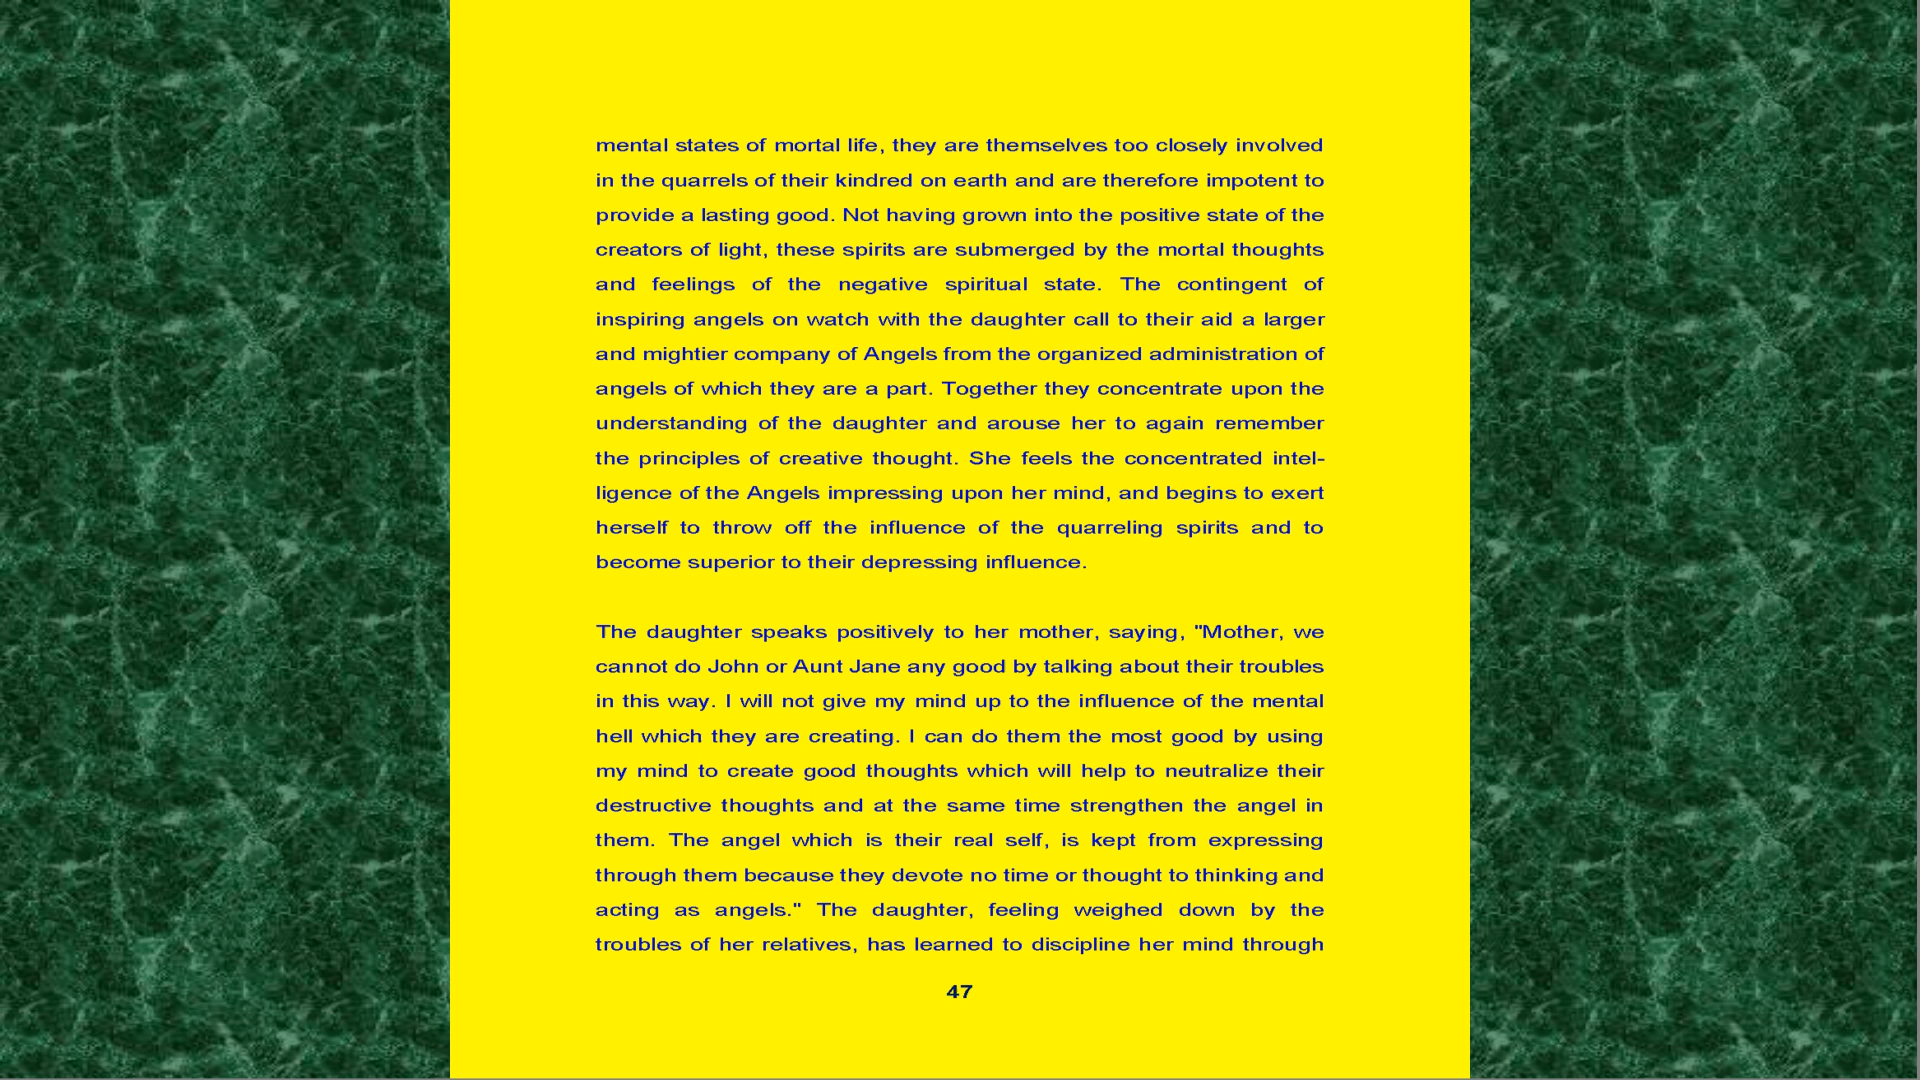 mental states of mortal life, they are themselves too closely involved
in the quarrels of their kindred on earth and are therefore impotent to
provide a lasting good. Not having grown into the positive state of the
creators of light, these spirits are submerged by the mortal thoughts
and feelings of the negative spiritual state. The contingent of
inspiring angels on watch with the daughter call to their aid a larger
and mightier company of Angels from the organized administration of
angels of which they are a part. Together they concentrate upon the
understanding of the daughter and arouse her to again remember
the principles of creative thought. She feels the concentrated intel-
ligence of the Angels impressing upon her mind, and begins to exert
herself to throw off the influence of the quarreling spirits and to
become superior to their depressing influence.
The daughter speaks positively to her mother, saying, "Mother, we
cannot do John or Aunt Jane any good by talking about their troubles
in this way. I will not give my mind up to the influence of the mental
hell which they are creating. I can do them the most good by using
my mind to create good thoughts which will help to neutralize their
destructive thoughts and at the same time strengthen the angel in
them. The angel which is their real self, is kept from expressing
through them because they devote no time or thought to thinking and
acting as angels." The daughter, feeling weighed down by the
troubles of her relatives, has learned to discipline her mind through
47